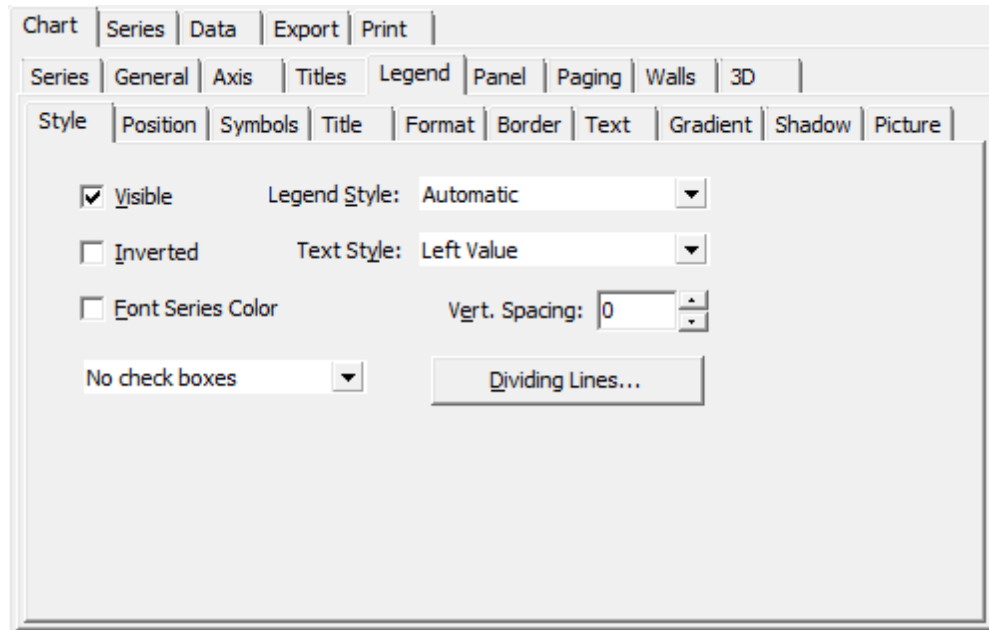 Chart Series Data Export Print
Series General Axis Titles Legend Panel Paging Walls 3D
Style Position Symbols Title Format Border Text Gradient Shadow Picture
Visible Legend Style: Automatic
Inverted Text Style: Left Value
Font Series Color Vert. Spacing: 0
No check boxes Dividing Lines...